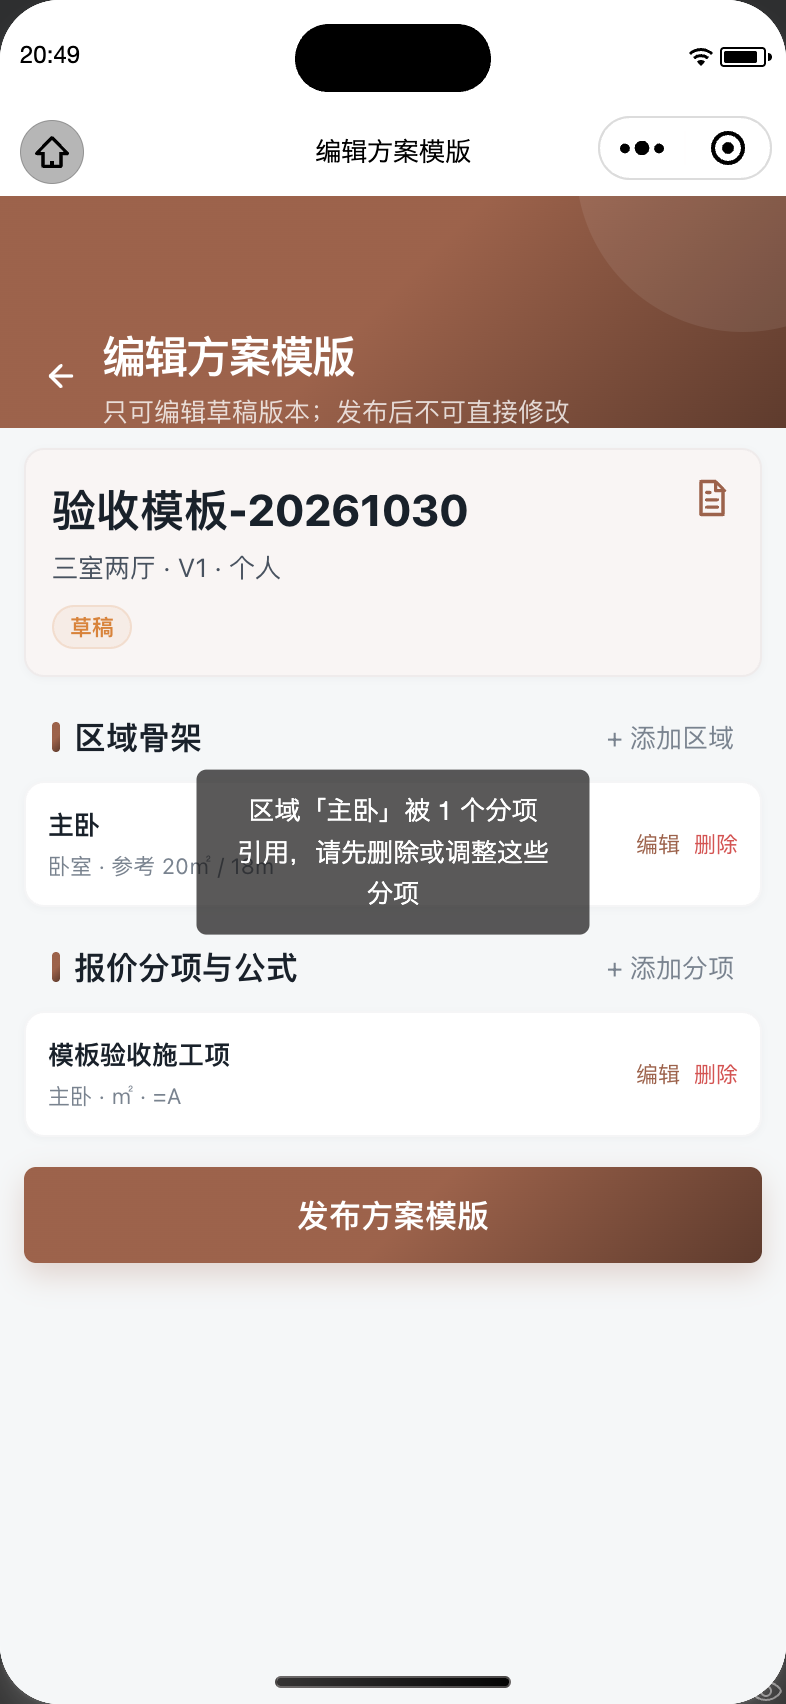 20:49
编辑方案模版
编辑方案模版
只可编辑草稿版本；发布后不可直接修改
验收模板-20261030
三室两厅 · V1 · 个人
草稿
区域骨架
+ 添加区域
主卧
卧室 · 参考 20㎡ / 18m
编辑 删除
区域「主卧」被 1 个分项
引用，请先删除或调整这些
分项
报价分项与公式
+ 添加分项
模板验收施工项
主卧 · ㎡ · =A
编辑 删除
发布方案模版